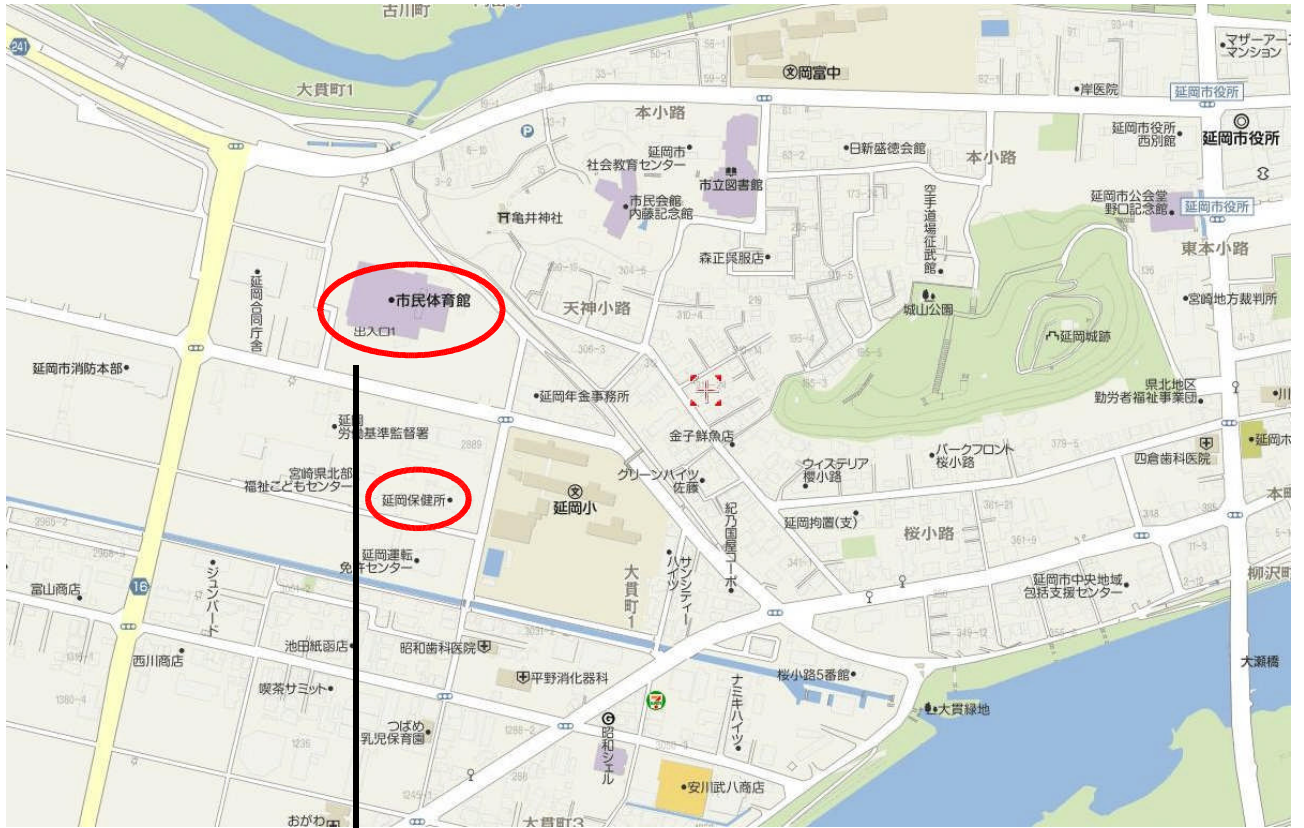 古川町
241
大貫町1
岡富中
マザーアース
マンション
岸医院
延岡市役所
本小路
延岡市役所
西別館
延岡市役所
延岡市
社会教育センター
日新盛徳会館
本小路
市立図書館
市民会館
内藤記念館
空手道場征武館
延岡市公会堂
野口記念館
延岡市役所
亀井神社
東本小路
森正呉服店
延岡合同庁舎
市民体育館
出入口1
天神小路
城山公園
宮崎地方裁判所
延岡城跡
延岡市消防本部
延岡年金事務所
県北地区
勤労者福祉事業団
延岡
労働基準監督署
金子鮮魚店
パークフロント
桜小路
四倉歯科医院
宮崎県北部
福祉こどもセンター
延岡保健所
延岡小
グリーンハイツ
佐藤
ウィステリア
櫻小路
紀乃国屋コーポ
延岡拘置(支)
桜小路
本町
延岡運転
免許センター
サンシティー
ハイツ
大貫町1
富山商店
16
ジュンバード
延岡市中央地域
包括支援センター
柳沢町
西川商店
池田紙函店
昭和歯科医院
桜小路5番館
大瀬橋
喫茶サミット
平野消化器科
ナミキハイツ
大貫緑地
つばめ
乳児保育園
昭和シェル
安川武八商店
おがわ
大貫町3